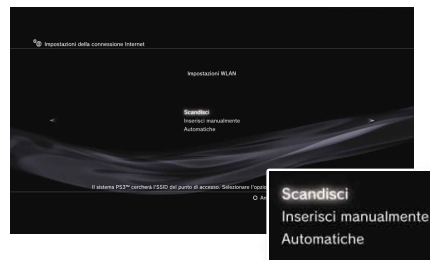 Impostazioni della connessione Internet
Impostazioni WLAN
Scandisci
Inserisci manualmente
Automatiche
Il sistema PS3™ cercherà l'SSID del punto di accesso. Selezionare l'opzio
Scandisci
Inserisci manualmente
Automatiche